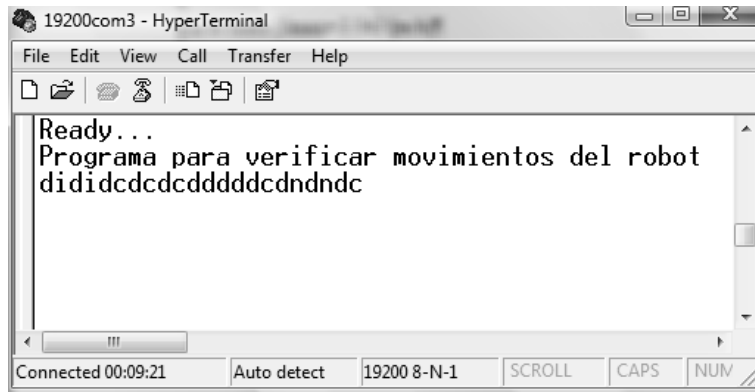 19200com3 - HyperTerminal
File Edit View Call Transfer Help
Ready...
Programa para verificar movimientos del robot
dididcdcdcdddddcdndndc
Connected 00:09:21 Auto detect 19200 8-N-1 SCROLL CAPS NUM